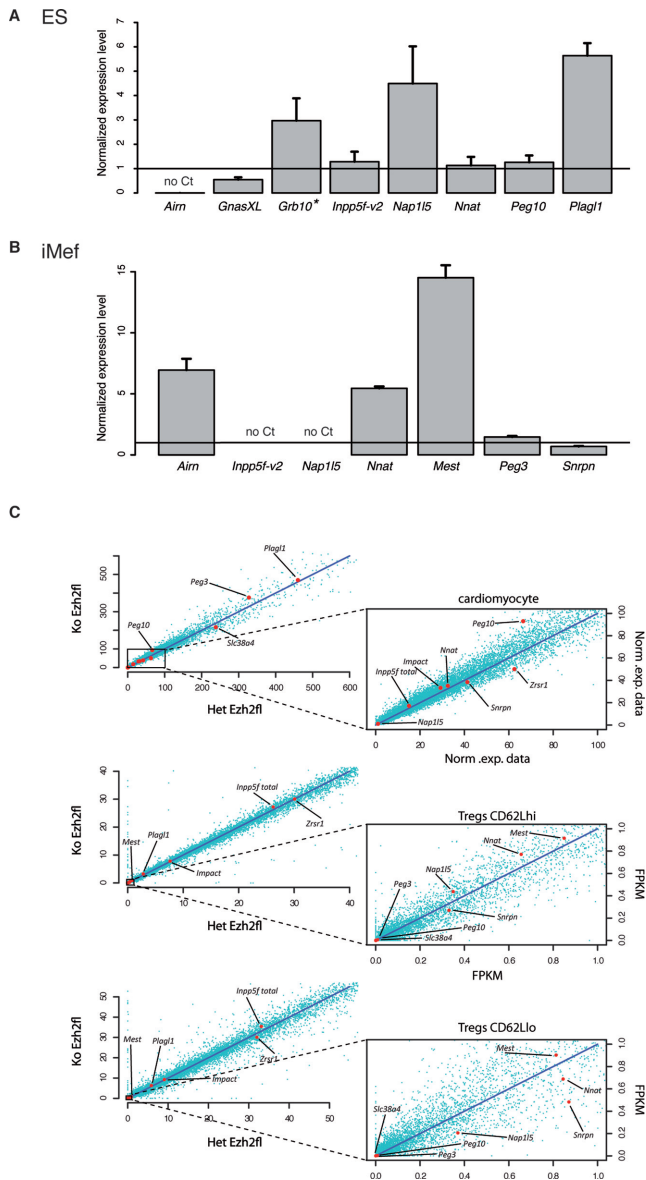 A ES
Normalized expression level
7
6
5
4
3
2
1
0
no Ct
Airn GnasXL Grb10* Inpp5f-v2 Nap1l5 Nnat Peg10 Plagl1
B iMef
Normalized expression level
15
10
5
0
no Ct no Ct
Airn Inpp5f-v2 Nap1l5 Nnat Mest Peg3 Snrpn
C
Ko Ezh2fl
500
300
100
0
Plagl1
Peg3
Peg10
Slc38a4
0 100 200 300 400 500 600
Het Ezh2fl
cardiomyocyte
Peg10
Nnat
Impact
Inpp5f total
Zrsr1
Snrpn
Nap1l5
0 20 40 60 80 100
Norm. exp. data
0 20 40 60 80 100
Norm .exp. data
Ko Ezh2fl
40
30
20
10
0
Inpp5f total
Zrsr1
Plagl1
Mest
Impact
0 10 20 30 40
Het Ezh2fl
Tregs CD62Lhi
Mest
Nnat
Nap1l5
Peg3
Snrpn
Peg10
Slc38a4
0.0 0.2 0.4 0.6 0.8 1.0
FPKM
0.0 0.2 0.4 0.6 0.8 1.0
FPKM
Ko Ezh2fl
50
40
30
20
10
0
Inpp5f total
Mest Plagl1
Zrsr1
Impact
0 10 20 30 40 50
Het Ezh2fl
Tregs CD62Llo
Mest
Nnat
Slc38a4
Snrpn
Nap1l5
Peg10
Peg3
0.0 0.2 0.4 0.6 0.8 1.0
FPKM
0.0 0.2 0.4 0.6 0.8 1.0
FPKM